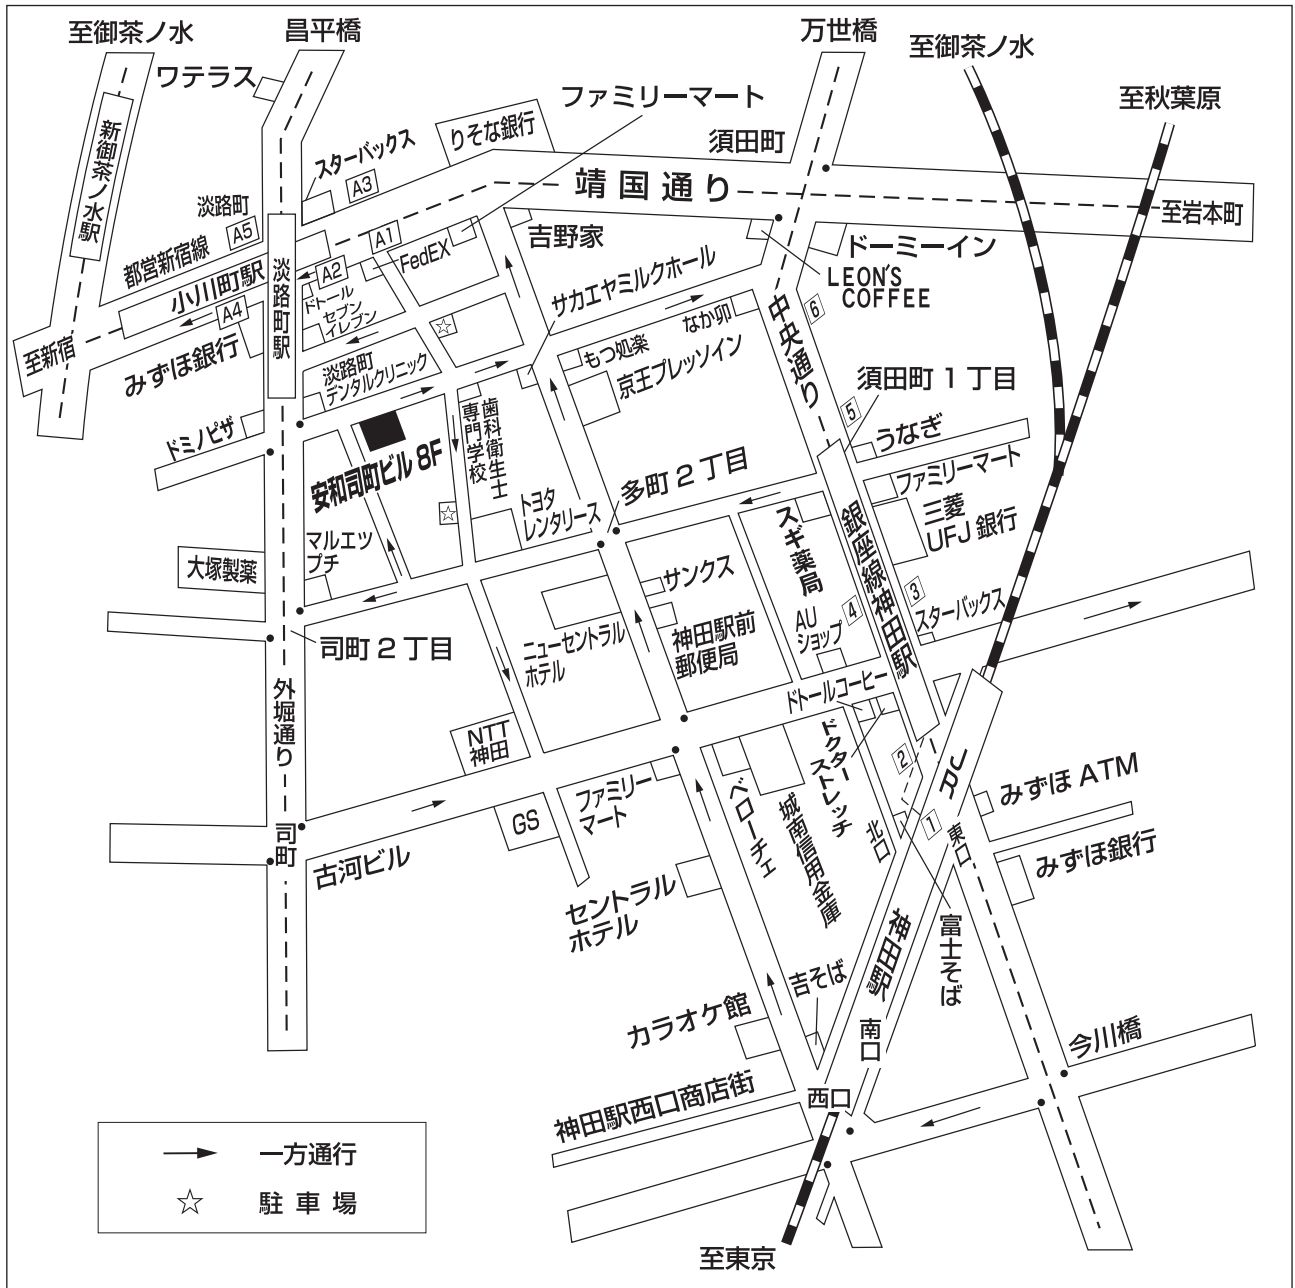 至御茶ノ水
昌平橋
万世橋
至御茶ノ水
至秋葉原
ワテラス
ファミリーマート
新御茶ノ水駅
スターバックス
りそな銀行
須田町
靖国通り
至岩本町
淡路町
A5
A3
A1
A2
A4
都営新宿線
小川町駅
淡路町駅
FedEX
吉野家
ドーミーイン
LEON'S
COFFEE
サカエヤミルクホール
ドトール
セブン
イレブン
☆
なか卯
中央通り
6
至新宿
みずほ銀行
もつ処楽
京王プレッソイン
淡路町
デンタルクリニック
須田町1丁目
5
うなぎ
ドミノピザ
安和司町ビル8F
歯科衛生士
専門学校
☆
多町2丁目
ファミリーマート
三菱
UFJ銀行
トヨタ
レンタリース
スギ薬局
銀座線神田駅
マルエッ
プチ
大塚製薬
サンクス
AU
ショップ
4
3
スターバックス
司町2丁目
ニューセントラル
ホテル
神田駅前
郵便局
外堀通り
ドトールコーヒー
NTT
神田
ドクター
ストレッチ
2
JR
みずほATM
ベローチェ
城南信用金庫
ファミリー
マート
GS
北口
1
東口
みずほ銀行
司町
古河ビル
セントラル
ホテル
神田駅
富士そば
吉そば
カラオケ館
南口
今川橋
神田駅西口商店街
西口
一方通行
☆ 駐車場
至東京